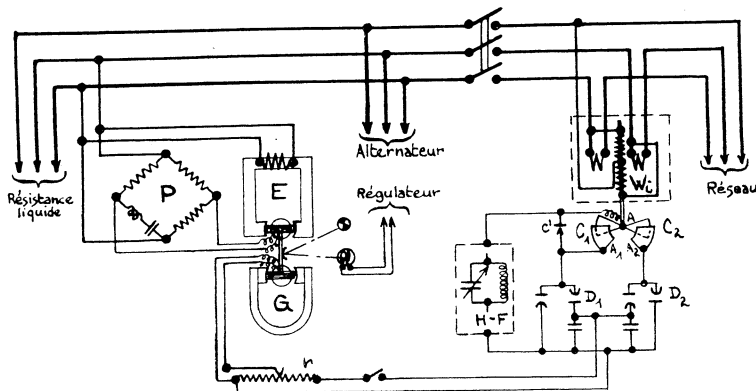 Alternateur
Résistance
liquide
Régulateur
Réseau
P
E
G
W
Wi
A
C'
C1
A1
A2
C2
D1
D2
H-F
r